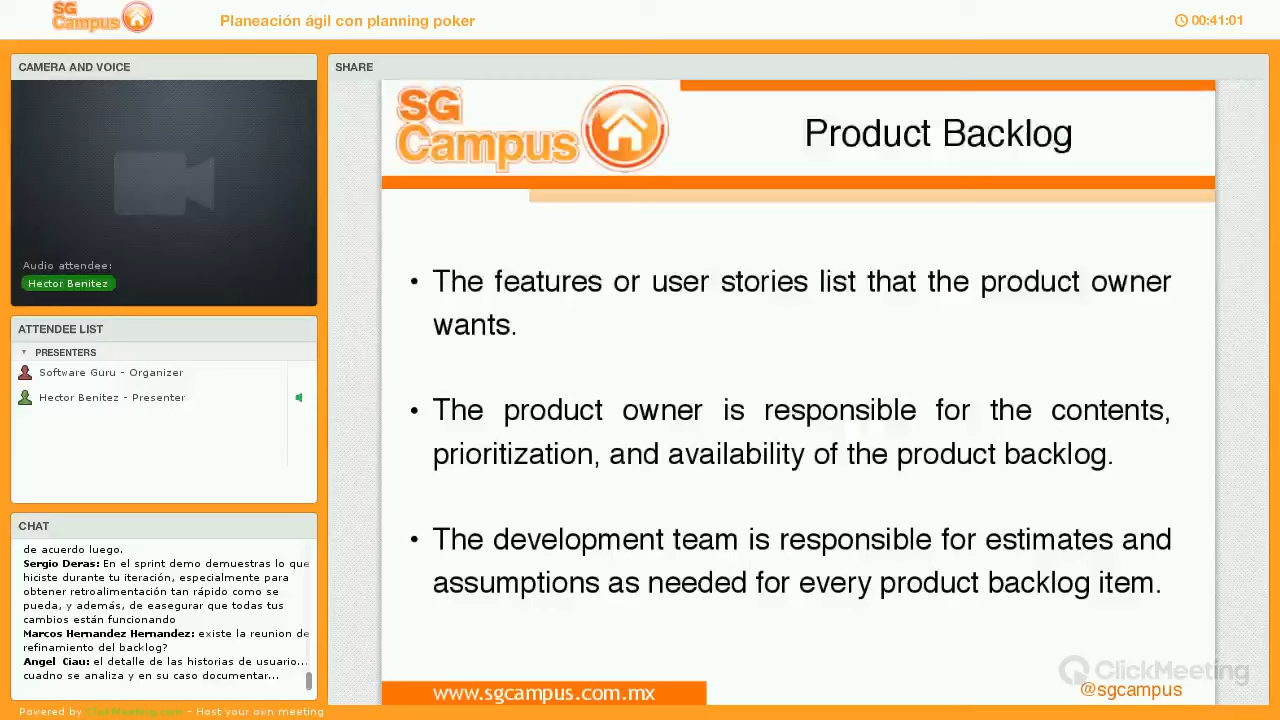 SG
Campus
Planeación ágil con planning poker
00:41:01
CAMERA AND VOICE
Audio attendee:
Hector Benitez
ATTENDEE LIST
PRESENTERS
Software Guru - Organizer
Hector Benitez - Presenter
CHAT
de acuerdo luego.
Sergio Deras: En el sprint demo demuestras lo que
hiciste durante tu iteración, especialmente para
obtener retroalimentación tan rápido como se
pueda, y además, de easegurar que todas tus
cambios están funcionando
Marcos Hernandez Hernandez: existe la reunion de
refinamiento del backlog?
Angel Ciau: el detalle de las historias de usuario...
cuadno se analiza y en su caso documentar...
Powered by ClickMeeting.com - Host your own meeting
SHARE
SG
Campus
Product Backlog
• The features or user stories list that the product owner
wants.
• The product owner is responsible for the contents,
prioritization, and availability of the product backlog.
• The development team is responsible for estimates and
assumptions as needed for every product backlog item.
www.sgcampus.com.mx
ClickMeeting
@sgcampus